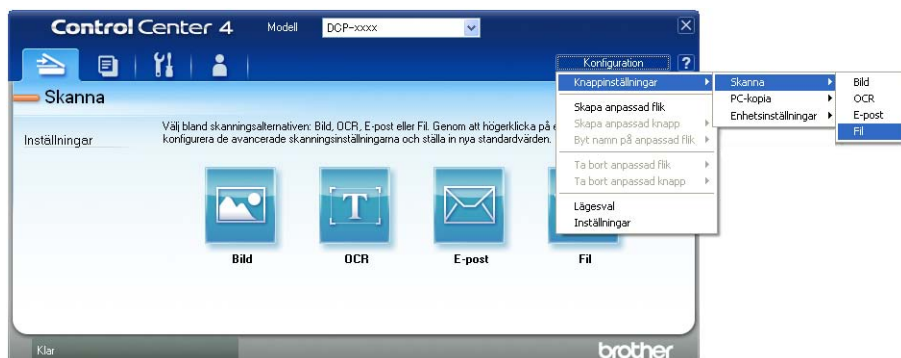 Control Center 4
Modell
DCP-xxxx
Konfiguration
?
Knappinställningar
Skanna
Bild
PC-kopia
OCR
Enhetsinställningar
E-post
Fil
Skapa anpassad flik
Skapa anpassad knapp
Byt namn på anpassad flik
Ta bort anpassad flik
Ta bort anpassad knapp
Lägesval
Inställningar
Skanna
Inställningar
Välj bland skanningsalternativen: Bild, OCR, E-post eller Fil. Genom att högerklicka på
konfigurera de avancerade skanningsinställningarna och ställa in nya standardvärden.
T
Bild
OCR
E-post
Fil
Klar
brother